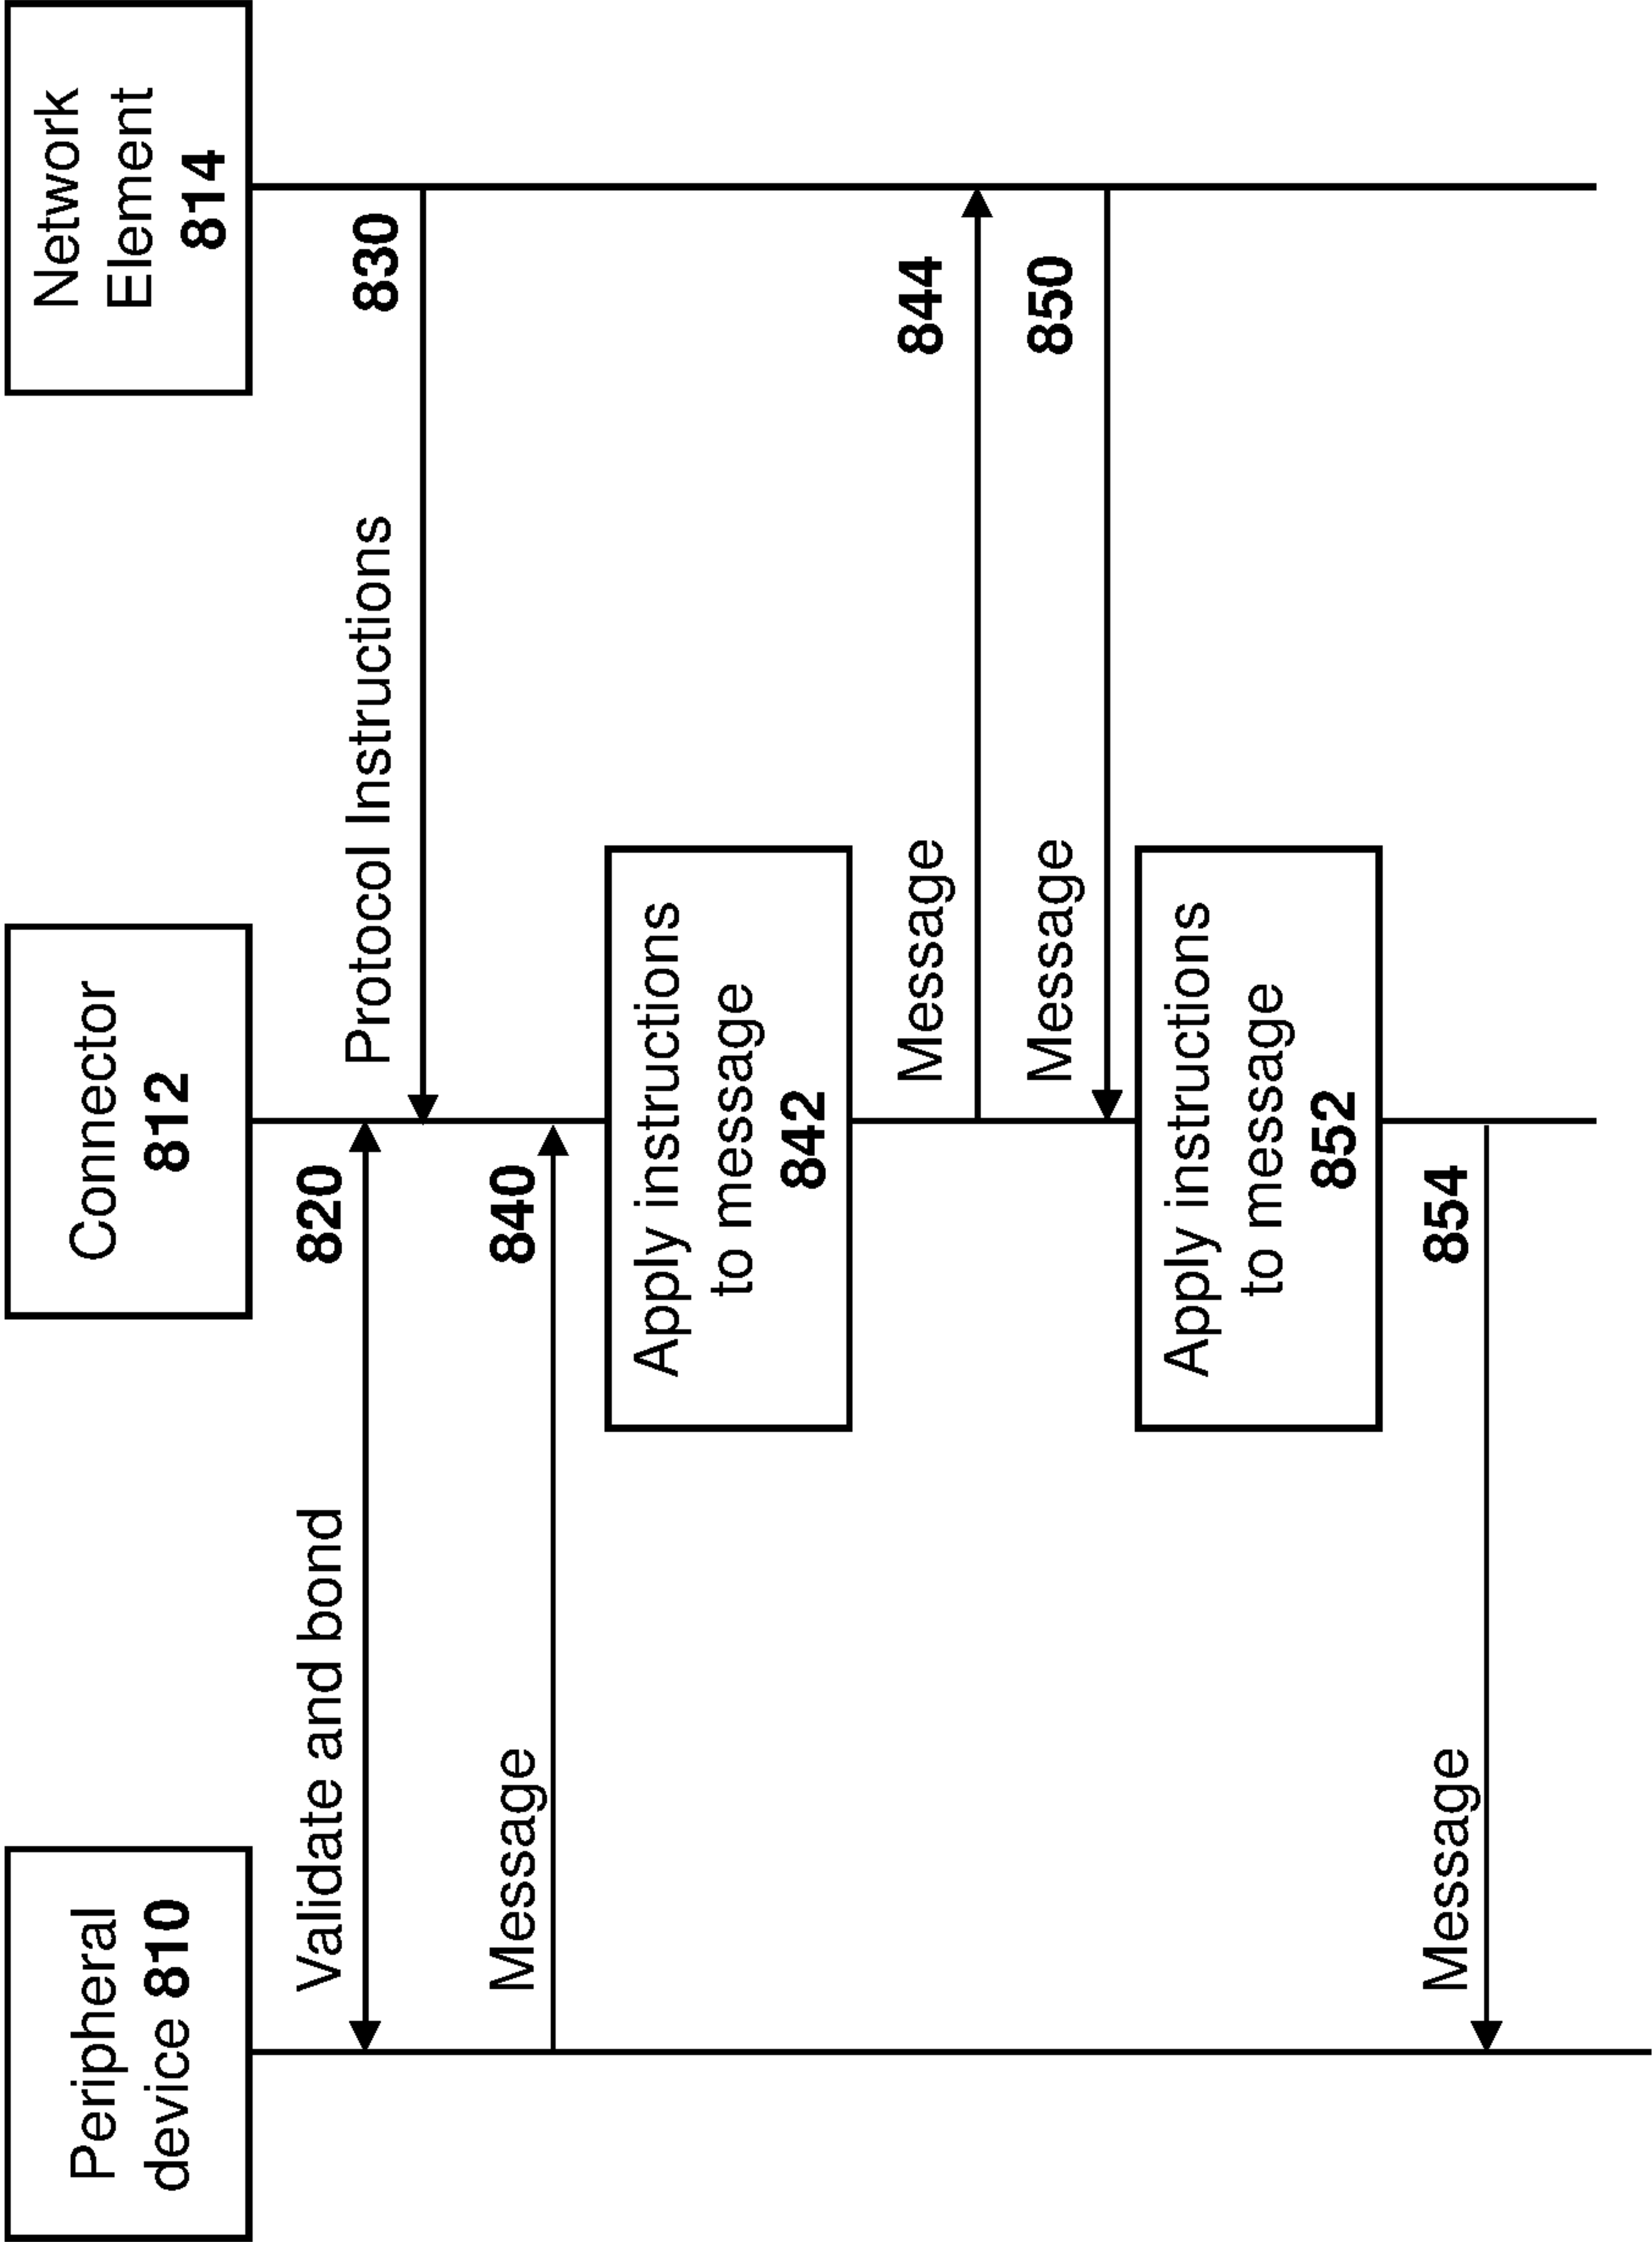 Peripheral
device 810
Connector
812
Network
Element
814
Validate and bond
820
Protocol Instructions
830
Message
840
Apply instructions
to message
842
Message
844
Message
850
Apply instructions
to message
852
Message
854